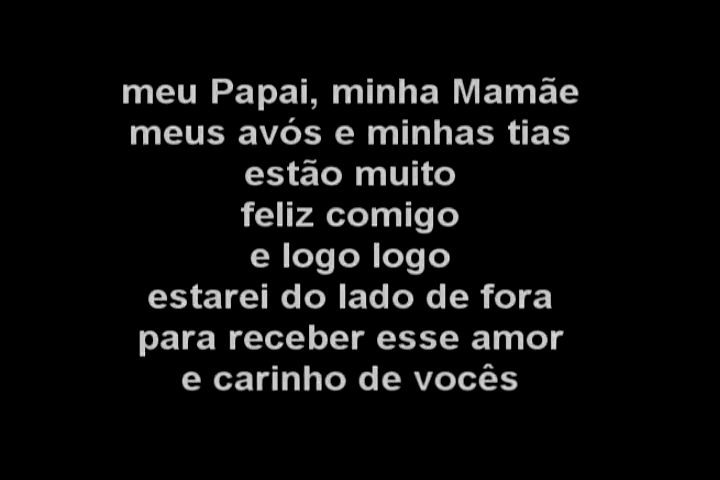 meu Papai, minha Mamãe
meus avós e minhas tias
estão muito
feliz comigo
e logo logo
estarei do lado de fora
para receber esse amor
e carinho de vocês